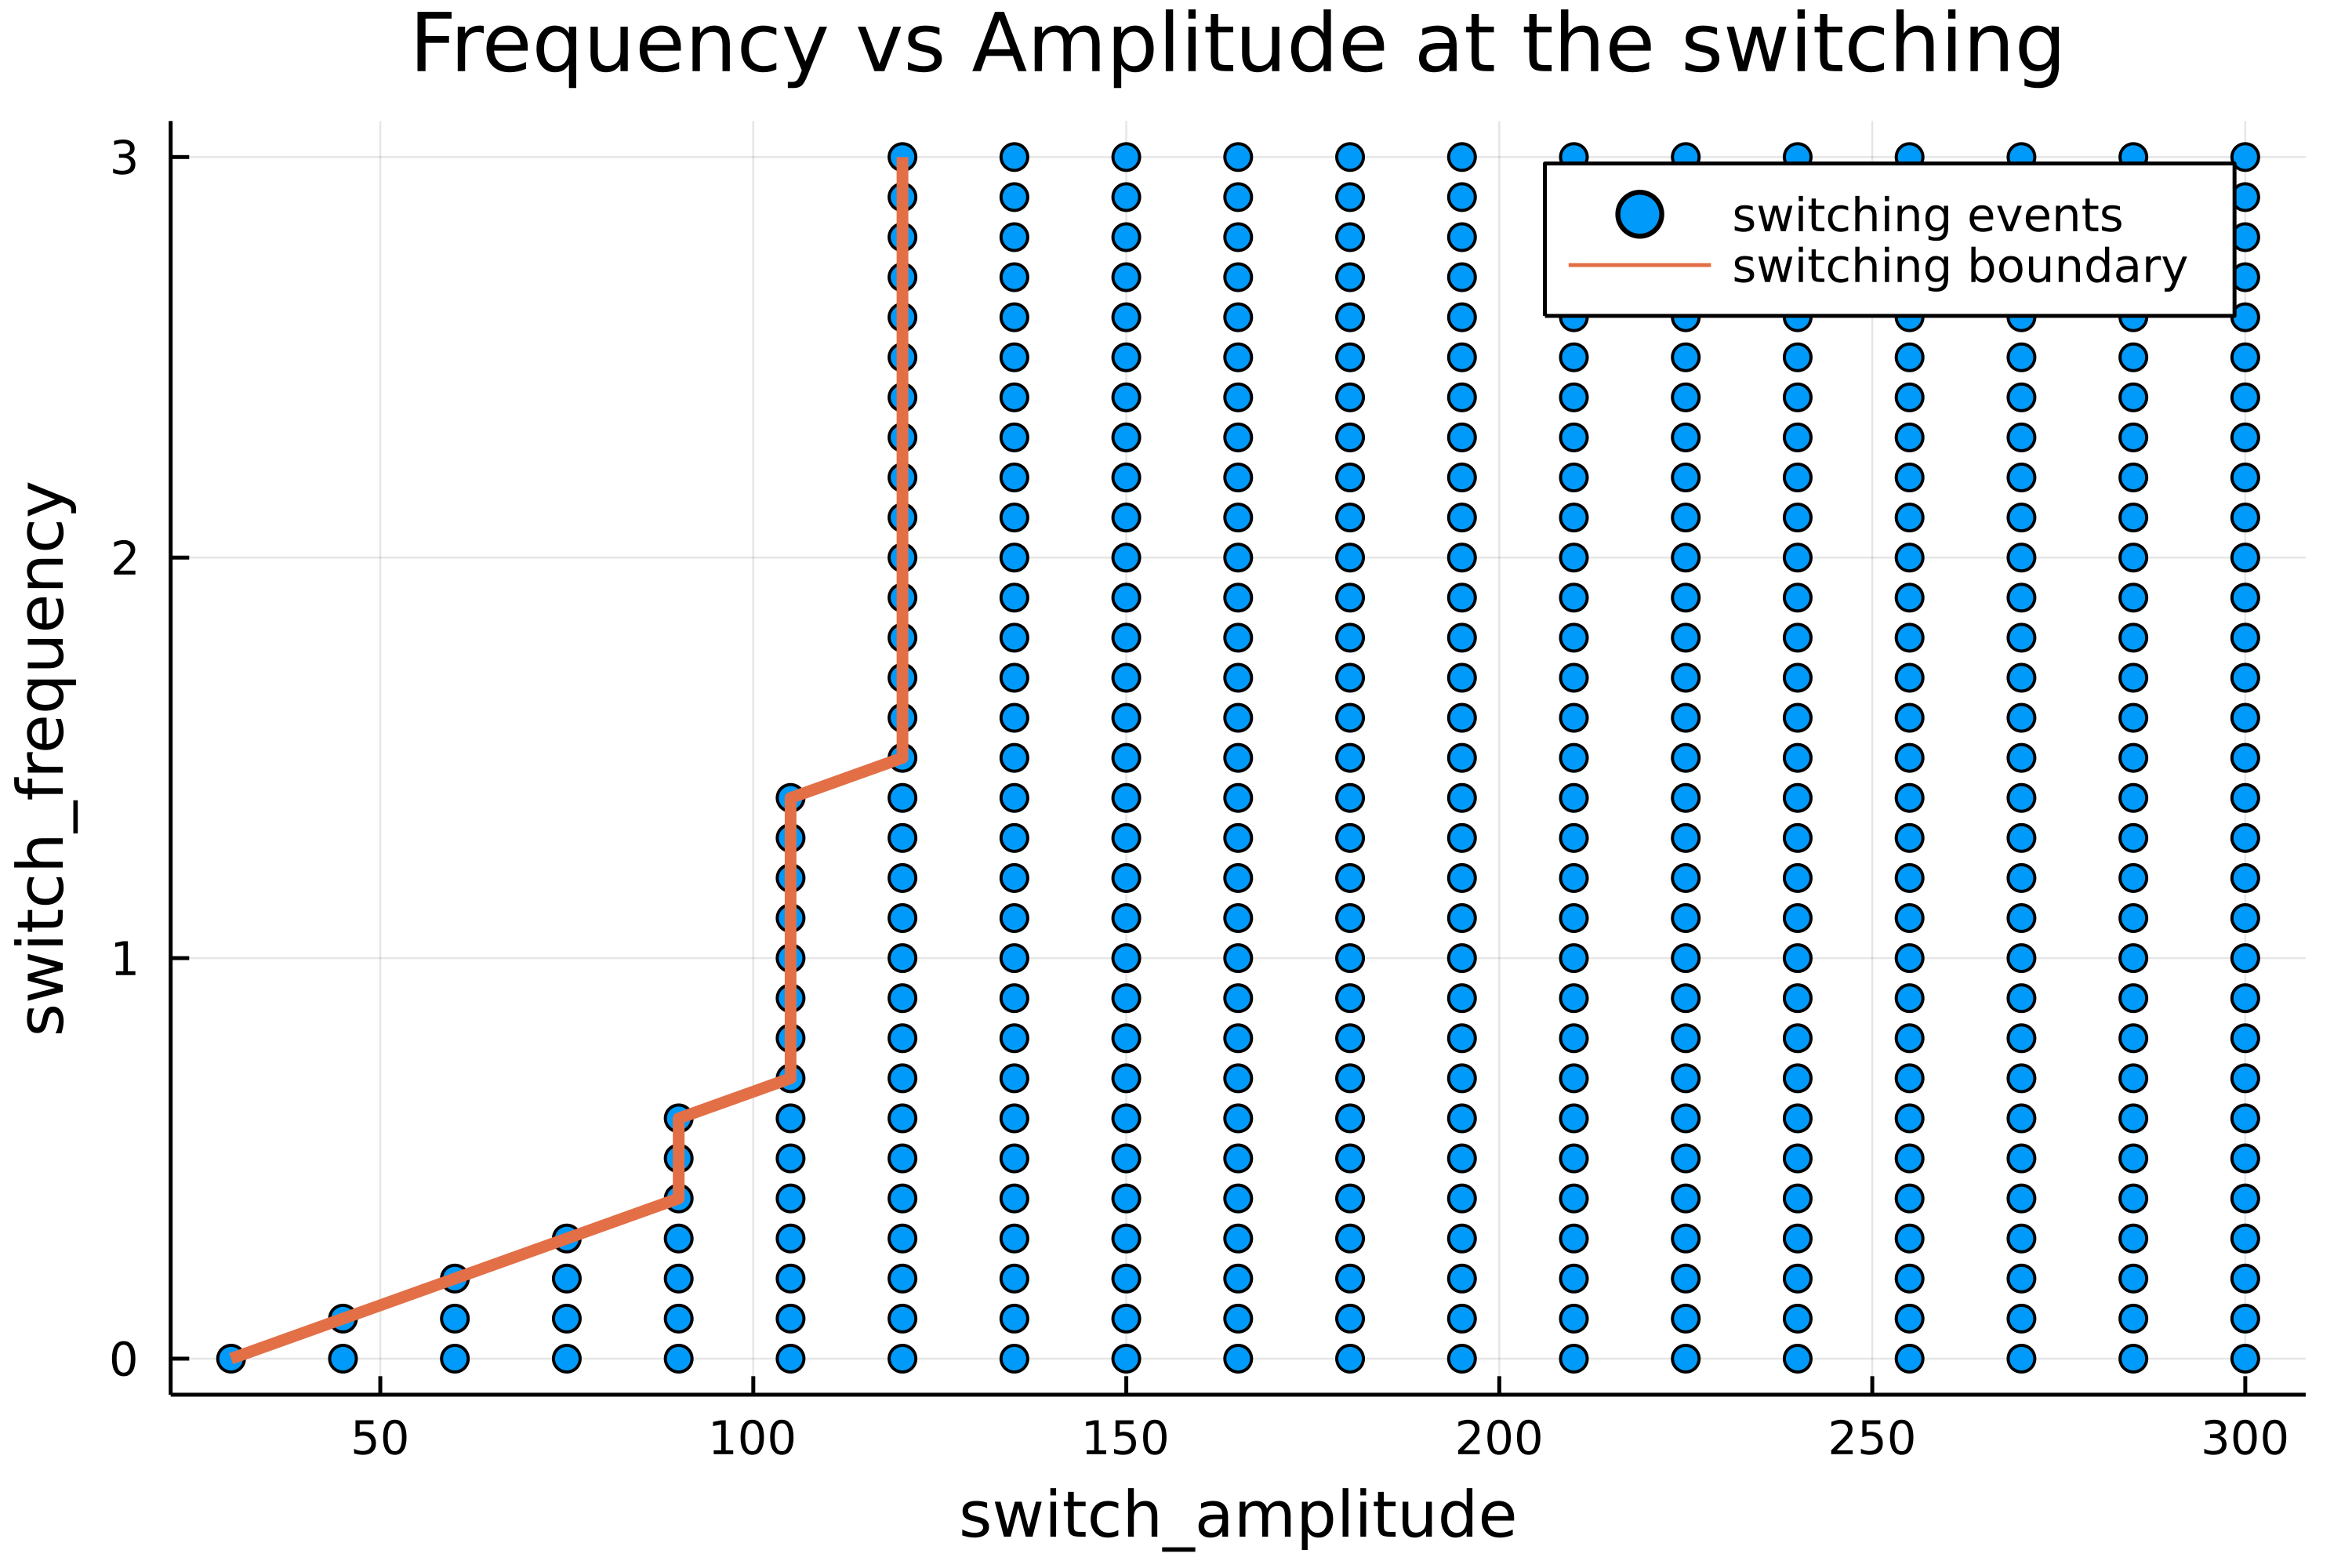 Frequency vs Amplitude at the switching
3
2
1
0
switch_frequency
switching events
switching boundary
50 100 150 200 250 300
switch_amplitude